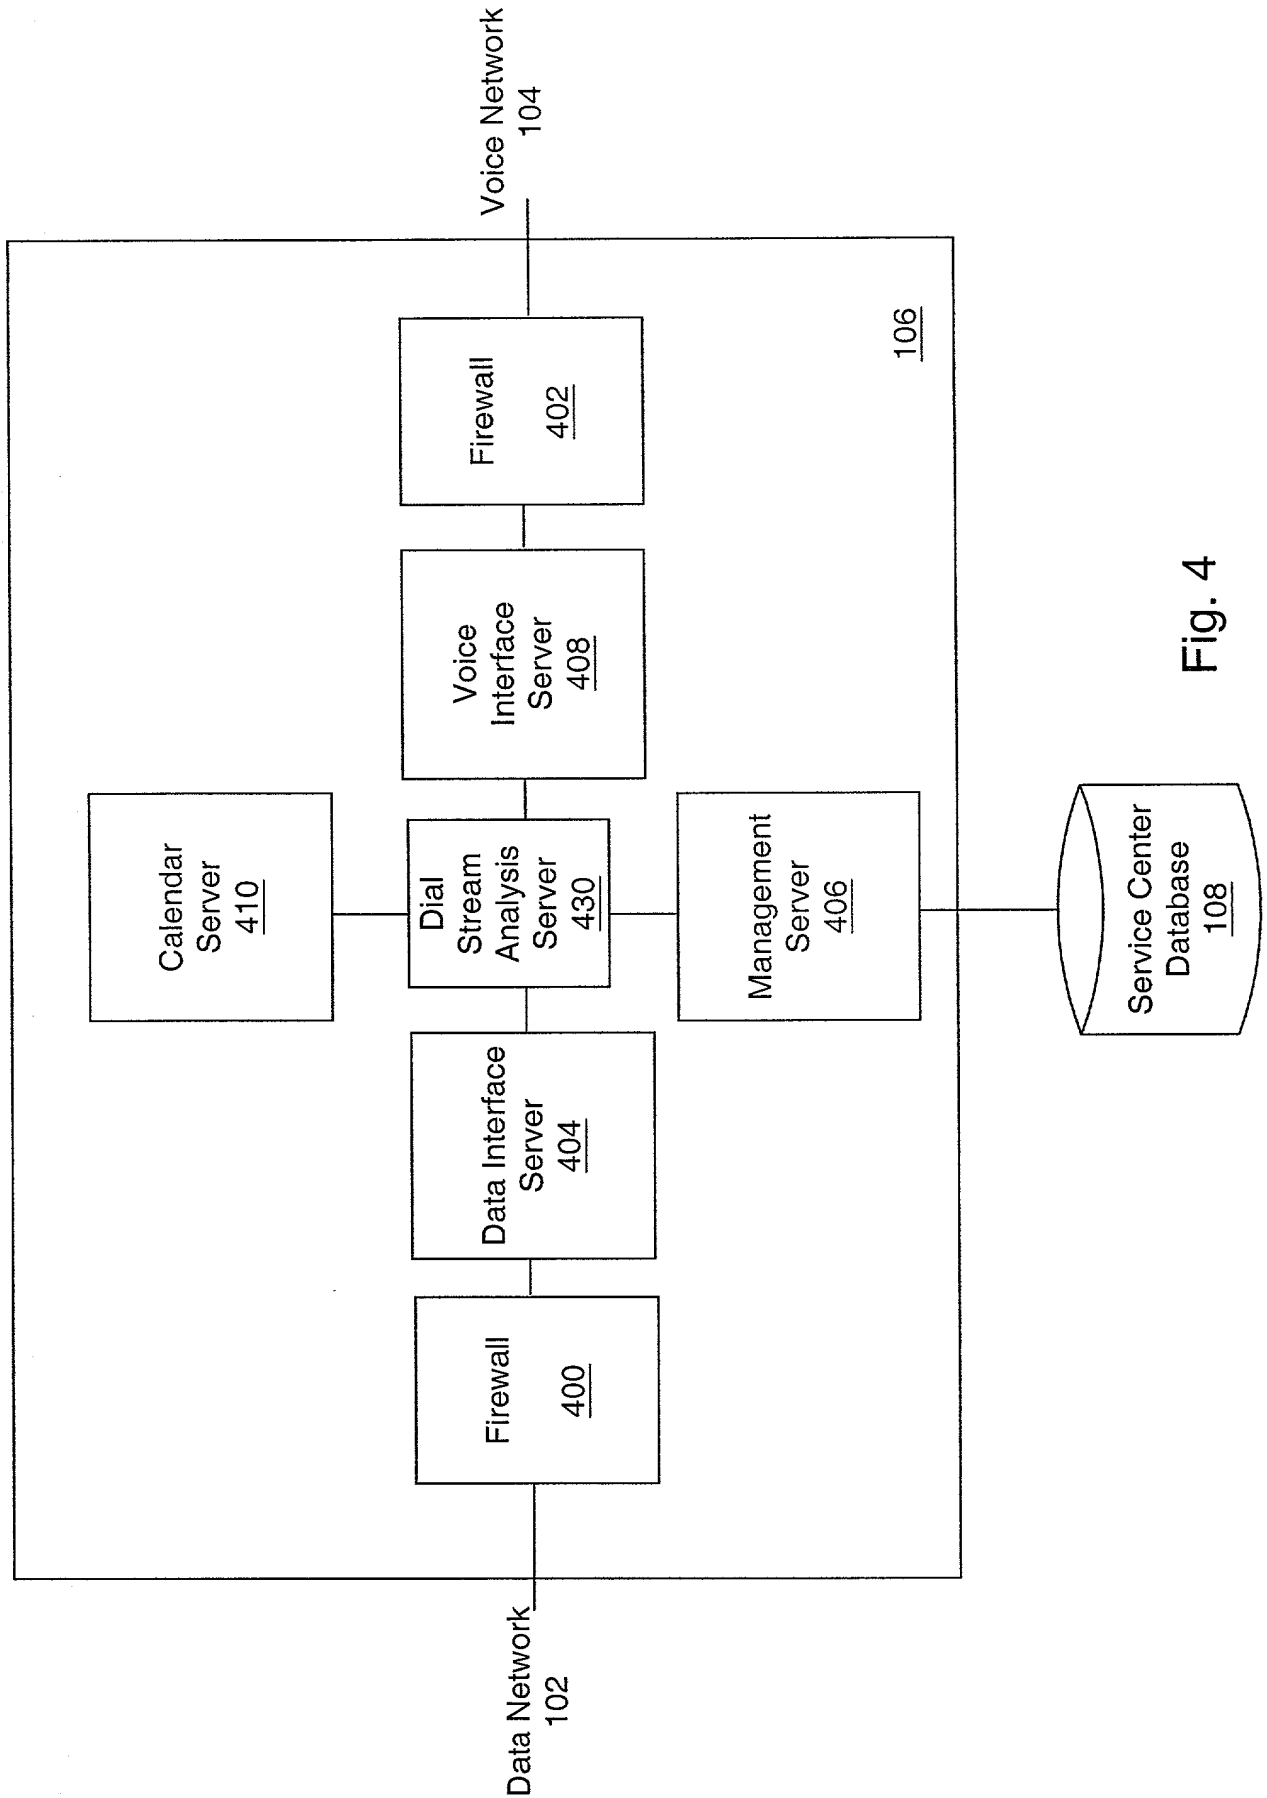 Calendar
Server
410
Data Network
102
Firewall
400
Data Interface
Server
404
Dial
Stream
Analysis
Server
430
Voice
Interface
Server
408
Firewall
402
Voice Network
104
Management
Server
406
106
Service Center
Database
108
Fig. 4